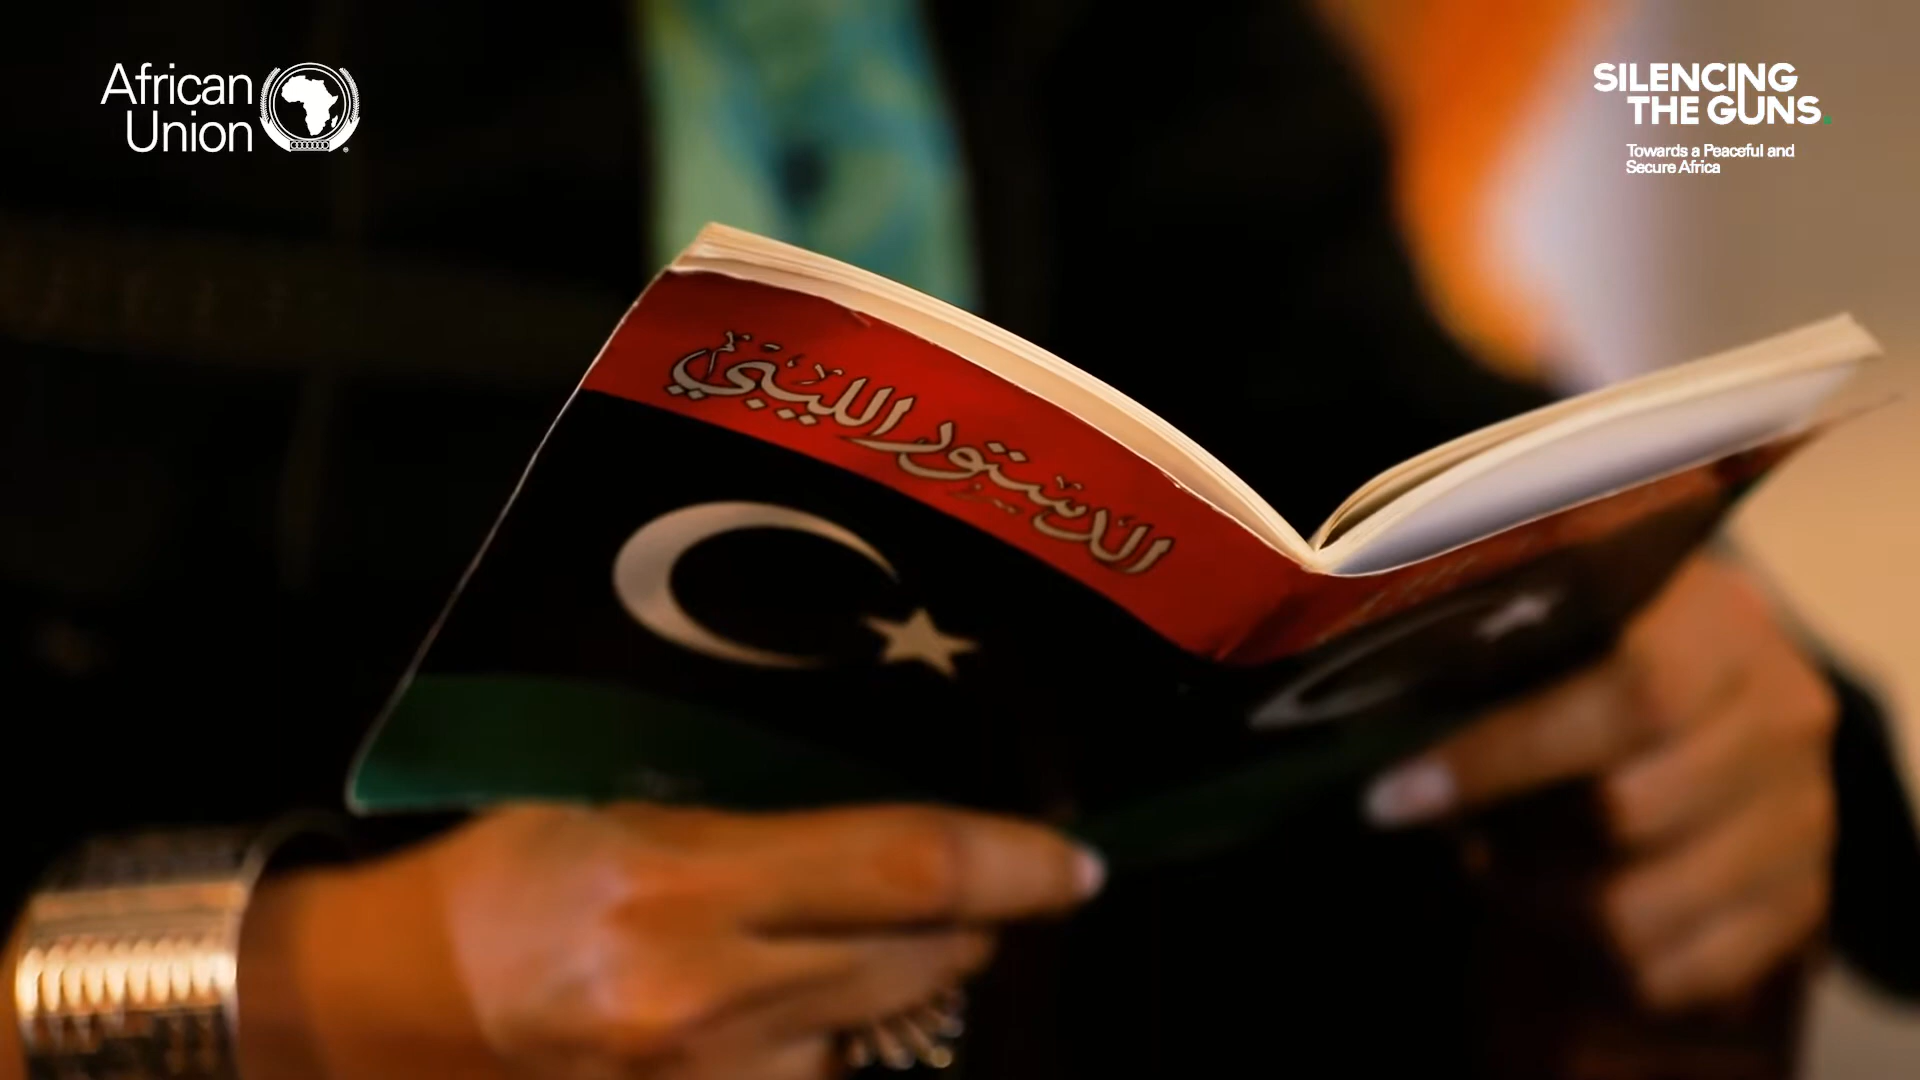 African
Union
SILENCING
THE GUNS.
Towards a Peaceful and
Secure Africa
الدستور الليبي